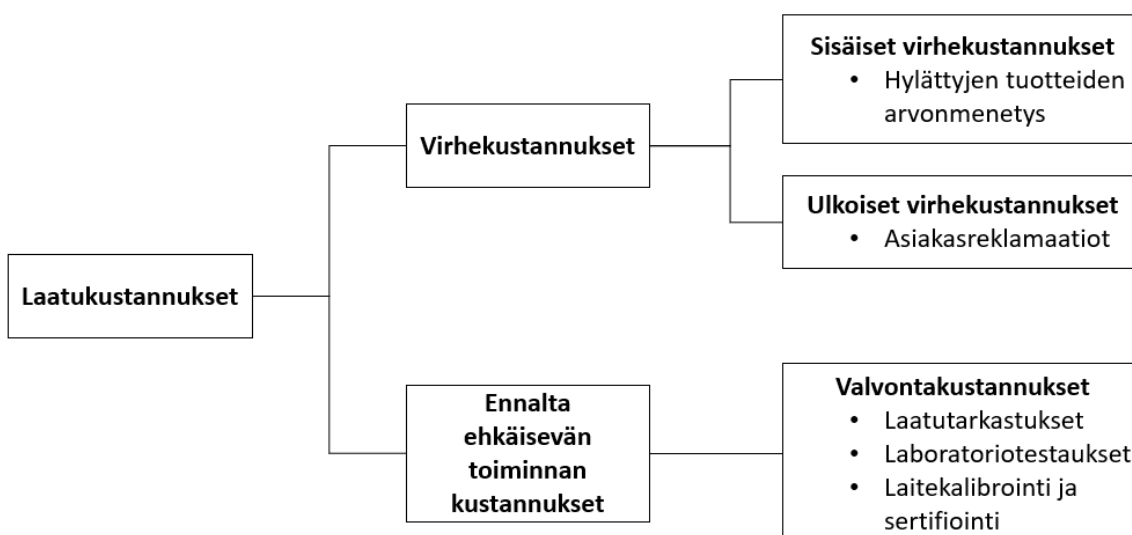 Sisäiset virhekustannukset
• Hylättyjen tuotteiden
arvonmenetys
Virhekustannukset
Ulkoiset virhekustannukset
• Asiakasreklamaatiot
Laatukustannukset
Ennalta
ehkäisevän
toiminnan
kustannukset
Valvontakustannukset
• Laatutarkastukset
• Laboratoriotestaukset
• Laitekalibrointi ja
sertifiointi